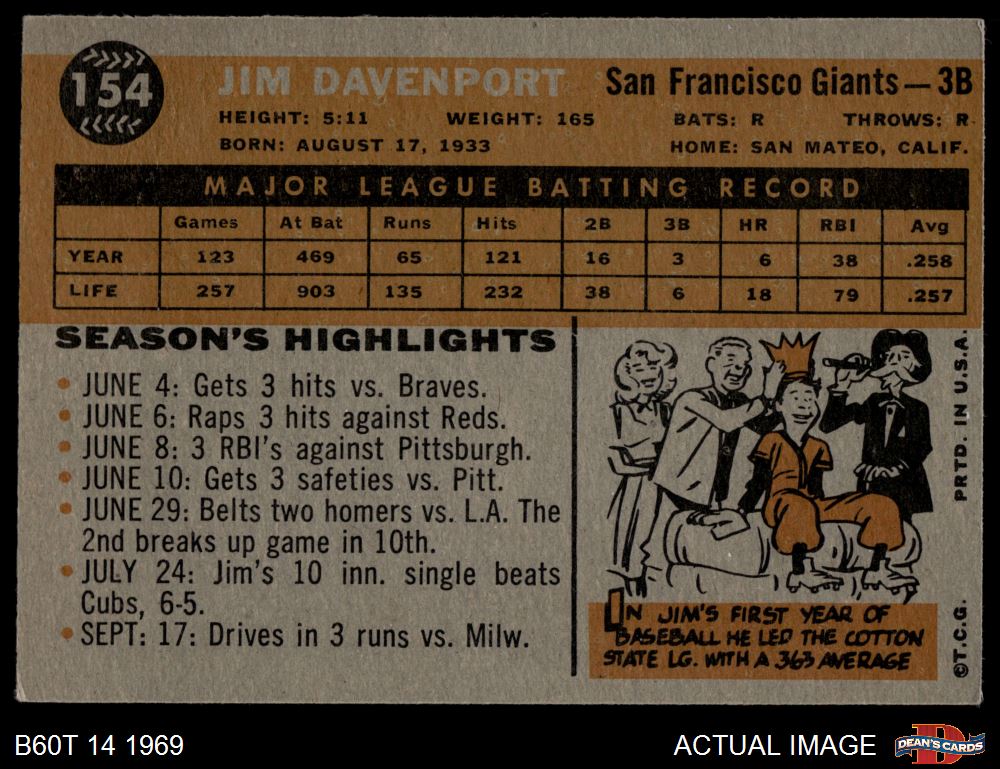 154
JIM DAVENPORT San Francisco Giants — 3B
HEIGHT: 5:11 WEIGHT: 165 BATS: R THROWS: R
BORN: AUGUST 17, 1933 HOME: SAN MATEO, CALIF.
MAJOR LEAGUE BATTING RECORD
Games At Bat Runs Hits 2B 3B HR RBI Avg
YEAR 123 469 65 121 16 3 6 38 .258
LIFE 257 903 135 232 38 6 18 79 .257
SEASON'S HIGHLIGHTS
• JUNE 4: Gets 3 hits vs. Braves.
• JUNE 6: Raps 3 hits against Reds.
• JUNE 8: 3 RBI's against Pittsburgh.
• JUNE 10: Gets 3 safeties vs. Pitt.
• JUNE 29: Belts two homers vs. L.A. The
2nd breaks up game in 10th.
• JULY 24: Jim's 10 inn. single beats
Cubs, 6-5.
• SEPT: 17: Drives in 3 runs vs. Milw.
IN JIM'S FIRST YEAR OF
BASEBALL HE LED THE COTTON
STATE LG. WITH A 363 AVERAGE
©T.C.G. PRTD. IN U.S.A.
B60T 14 1969 ACTUAL IMAGE
D
DEAN'S CARDS